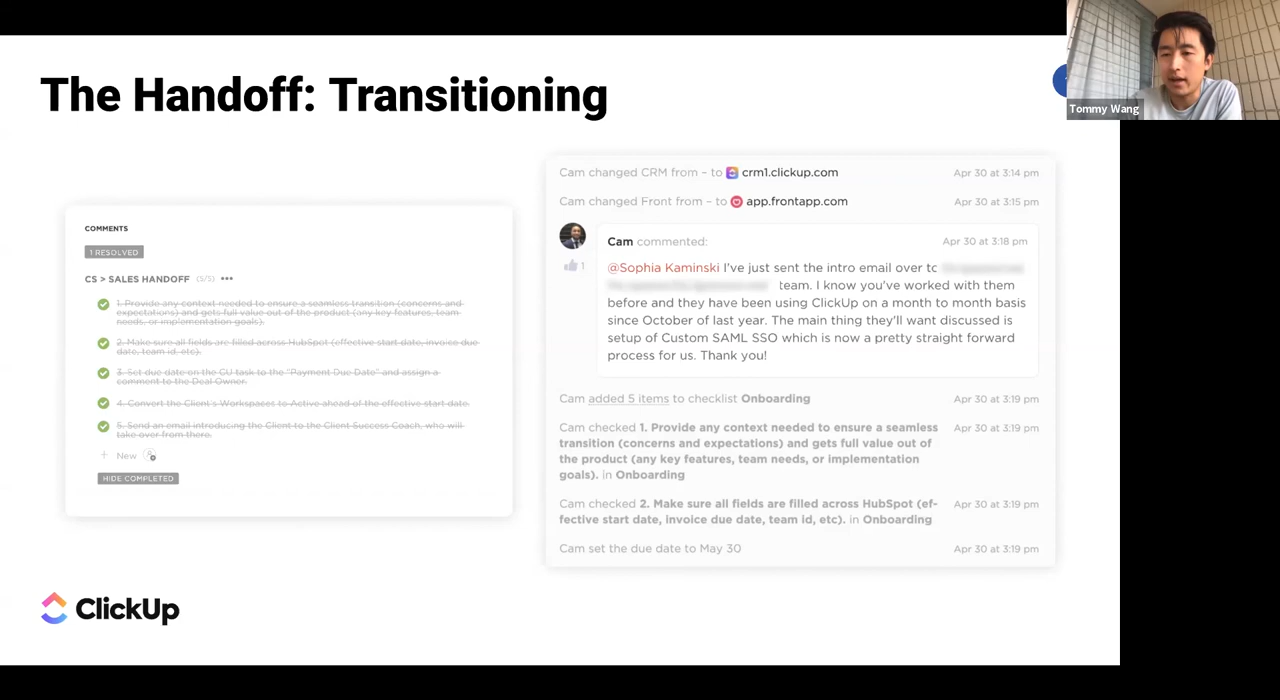 The Handoff: Transitioning
Tommy Wang
COMMENTS
1 RESOLVED
CS > SALES HANDOFF (5/5) •••
1. Provide any context needed to ensure a seamless transition (concerns and
expectations) and gets full value out of the product (any key features, team
needs, or implementation goals).
2. Make sure all fields are filled across HubSpot (effective start date, invoice due
date, team id, etc).
3. Set due date on the CU task to the "Payment Due Date" and assign a
comment to the Deal Owner.
4. Convert the Client's Workspaces to Active ahead of the effective start date.
5. Send an email introducing the Client to the Client Success Coach, who will
take over from there.
+ New
HIDE COMPLETED
Cam changed CRM from – to crm1.clickup.com Apr 30 at 3:14 pm
Cam changed Front from – to app.frontapp.com Apr 30 at 3:15 pm
Cam commented: Apr 30 at 3:18 pm
1
@Sophia Kaminski I've just sent the intro email over to
team. I know you've worked with them
before and they have been using ClickUp on a month to month basis
since October of last year. The main thing they'll want discussed is
setup of Custom SAML SSO which is now a pretty straight forward
process for us. Thank you!
Cam added 5 items to checklist Onboarding Apr 30 at 3:19 pm
Cam checked 1. Provide any context needed to ensure a seamless Apr 30 at 3:19 pm
transition (concerns and expectations) and gets full value out of
the product (any key features, team needs, or implementation
goals). in Onboarding
Cam checked 2. Make sure all fields are filled across HubSpot (ef- Apr 30 at 3:19 pm
fective start date, invoice due date, team id, etc). in Onboarding
Cam set the due date to May 30 Apr 30 at 3:19 pm
ClickUp